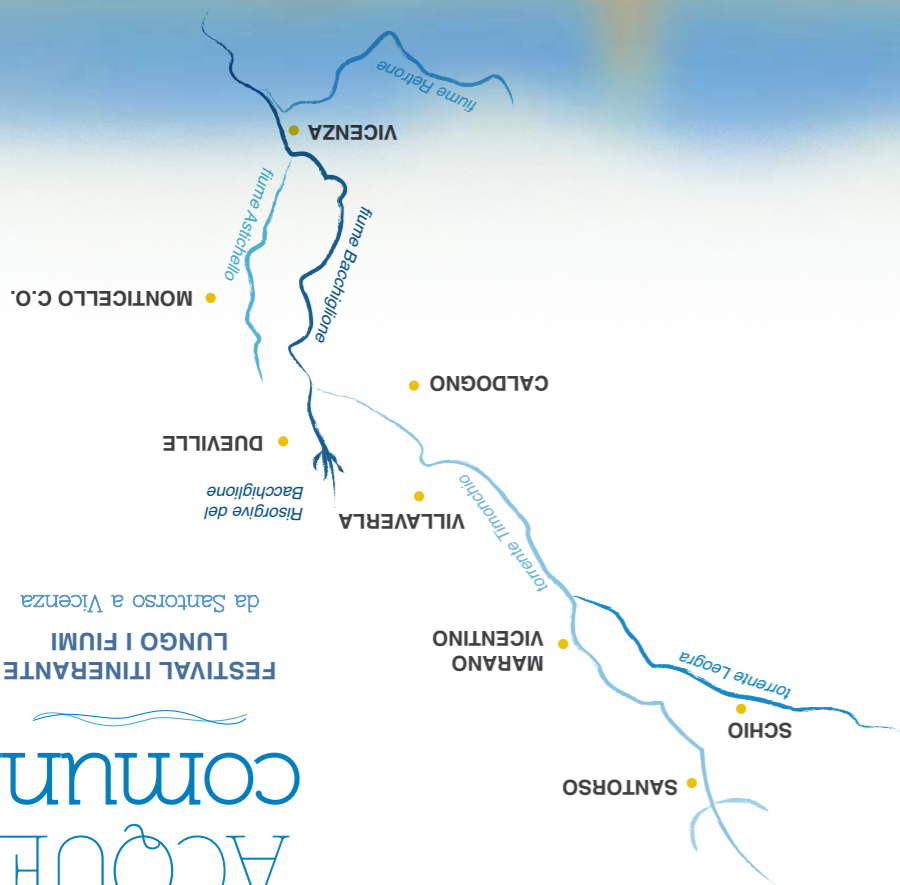 ACQUE
comun
FESTIVAL ITINERANTE
LUNGO I FIUMI
da Santorso a Vicenza
SANTORSO
SCHIO
torrente Leogra
MARANO
VICENTINO
torrente Timonchio
VILLAVERLA
Risorgive del
Bacchiglione
DUEVILLE
CALDOGNO
MONTICELLO C.O.
fiume Bacchiglione
fiume Astichello
VICENZA
fiume Retrone